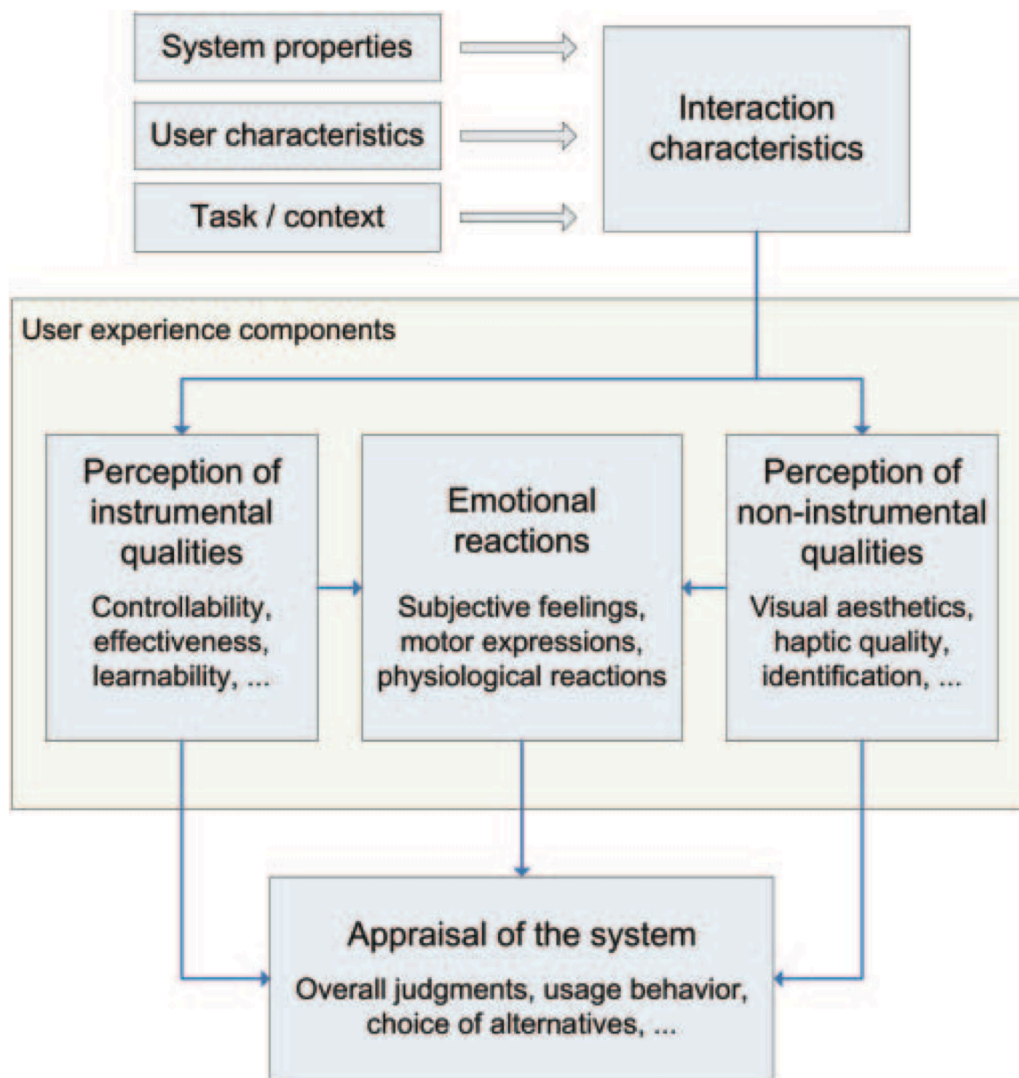 System properties
User characteristics
Task / context
Interaction
characteristics
User experience components
Perception of
instrumental
qualities
Controllability,
effectiveness,
learnability, ...
Emotional
reactions
Subjective feelings,
motor expressions,
physiological reactions
Perception of
non-instrumental
qualities
Visual aesthetics,
haptic quality,
identification, ...
Appraisal of the system
Overall judgments, usage behavior,
choice of alternatives, ...